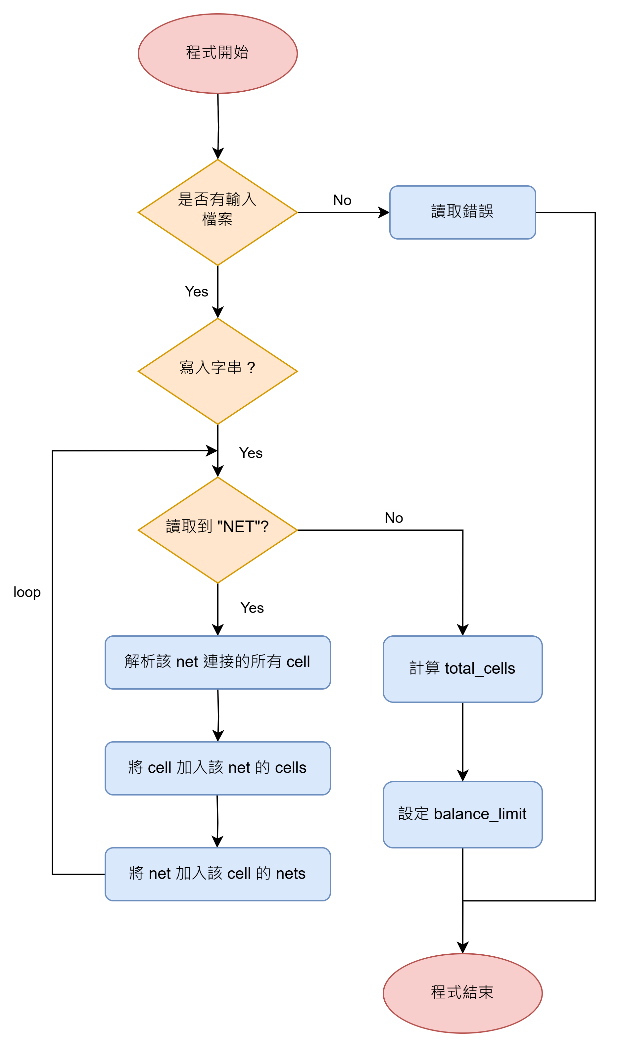 程式開始
是否有輸入
檔案
No
讀取錯誤
Yes
寫入字串 ?
Yes
讀取到 "NET"?
No
loop
Yes
解析該 net 連接的所有 cell
計算 total_cells
將 cell 加入該 net 的 cells
設定 balance_limit
將 net 加入該 cell 的 nets
程式結束